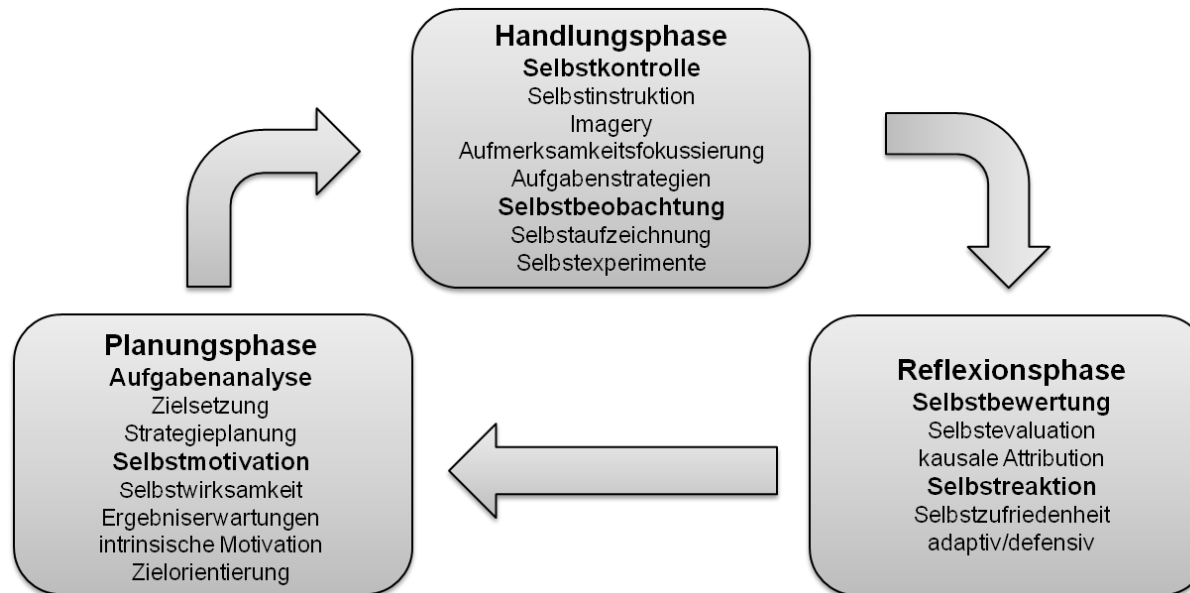 Handlungsphase
Selbstkontrolle
Selbstinstruktion
Imagery
Aufmerksamkeitsfokussierung
Aufgabenstrategien
Selbstbeobachtung
Selbstaufzeichnung
Selbstexperimente
Planungsphase
Aufgabenanalyse
Zielsetzung
Strategieplanung
Selbstmotivation
Selbstwirksamkeit
Ergebniserwartungen
intrinsische Motivation
Zielorientierung
Reflexionsphase
Selbstbewertung
Selbstevaluation
kausale Attribution
Selbstreaktion
Selbstzufriedenheit
adaptiv/defensiv